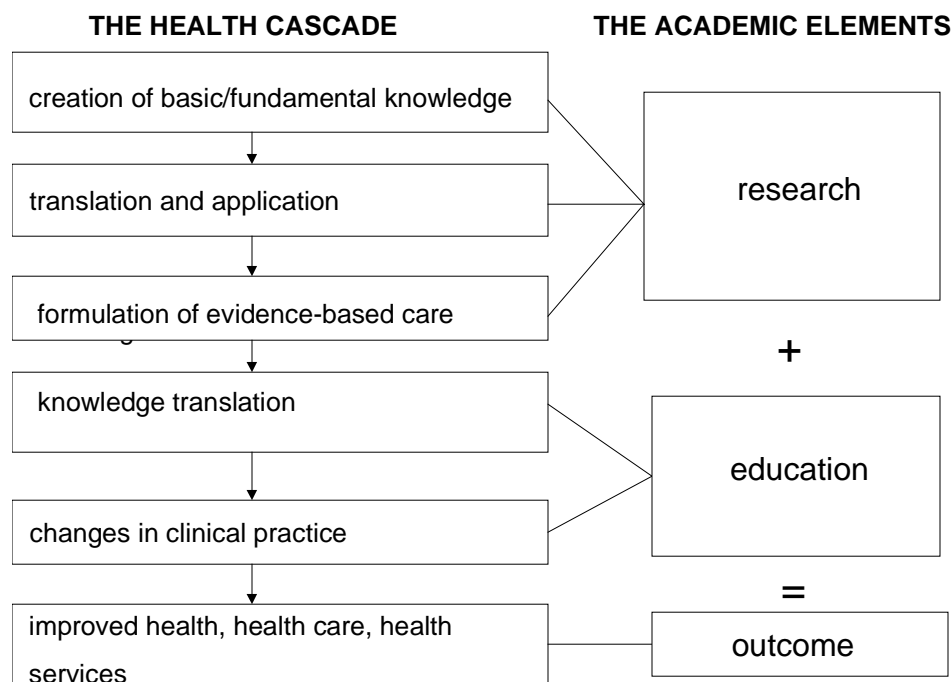 THE HEALTH CASCADE
THE ACADEMIC ELEMENTS
creation of basic/fundamental knowledge
translation and application
formulation of evidence-based care
knowledge translation
changes in clinical practice
improved health, health care, health
services
research
+
education
=
outcome